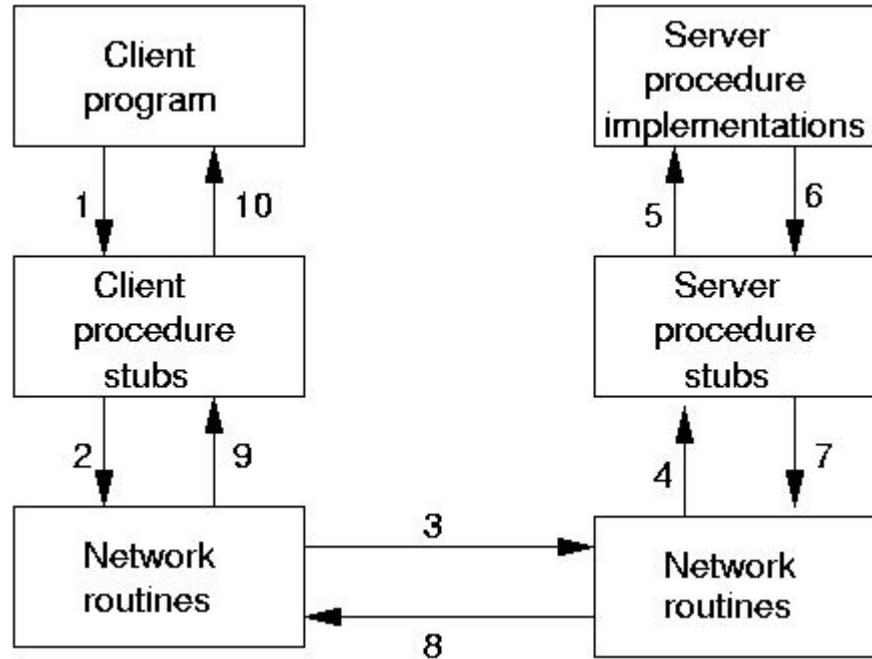 Client
program
Server
procedure
implementations
1
10
5
6
Client
procedure
stubs
Server
procedure
stubs
2
9
4
7
3
Network
routines
Network
routines
8